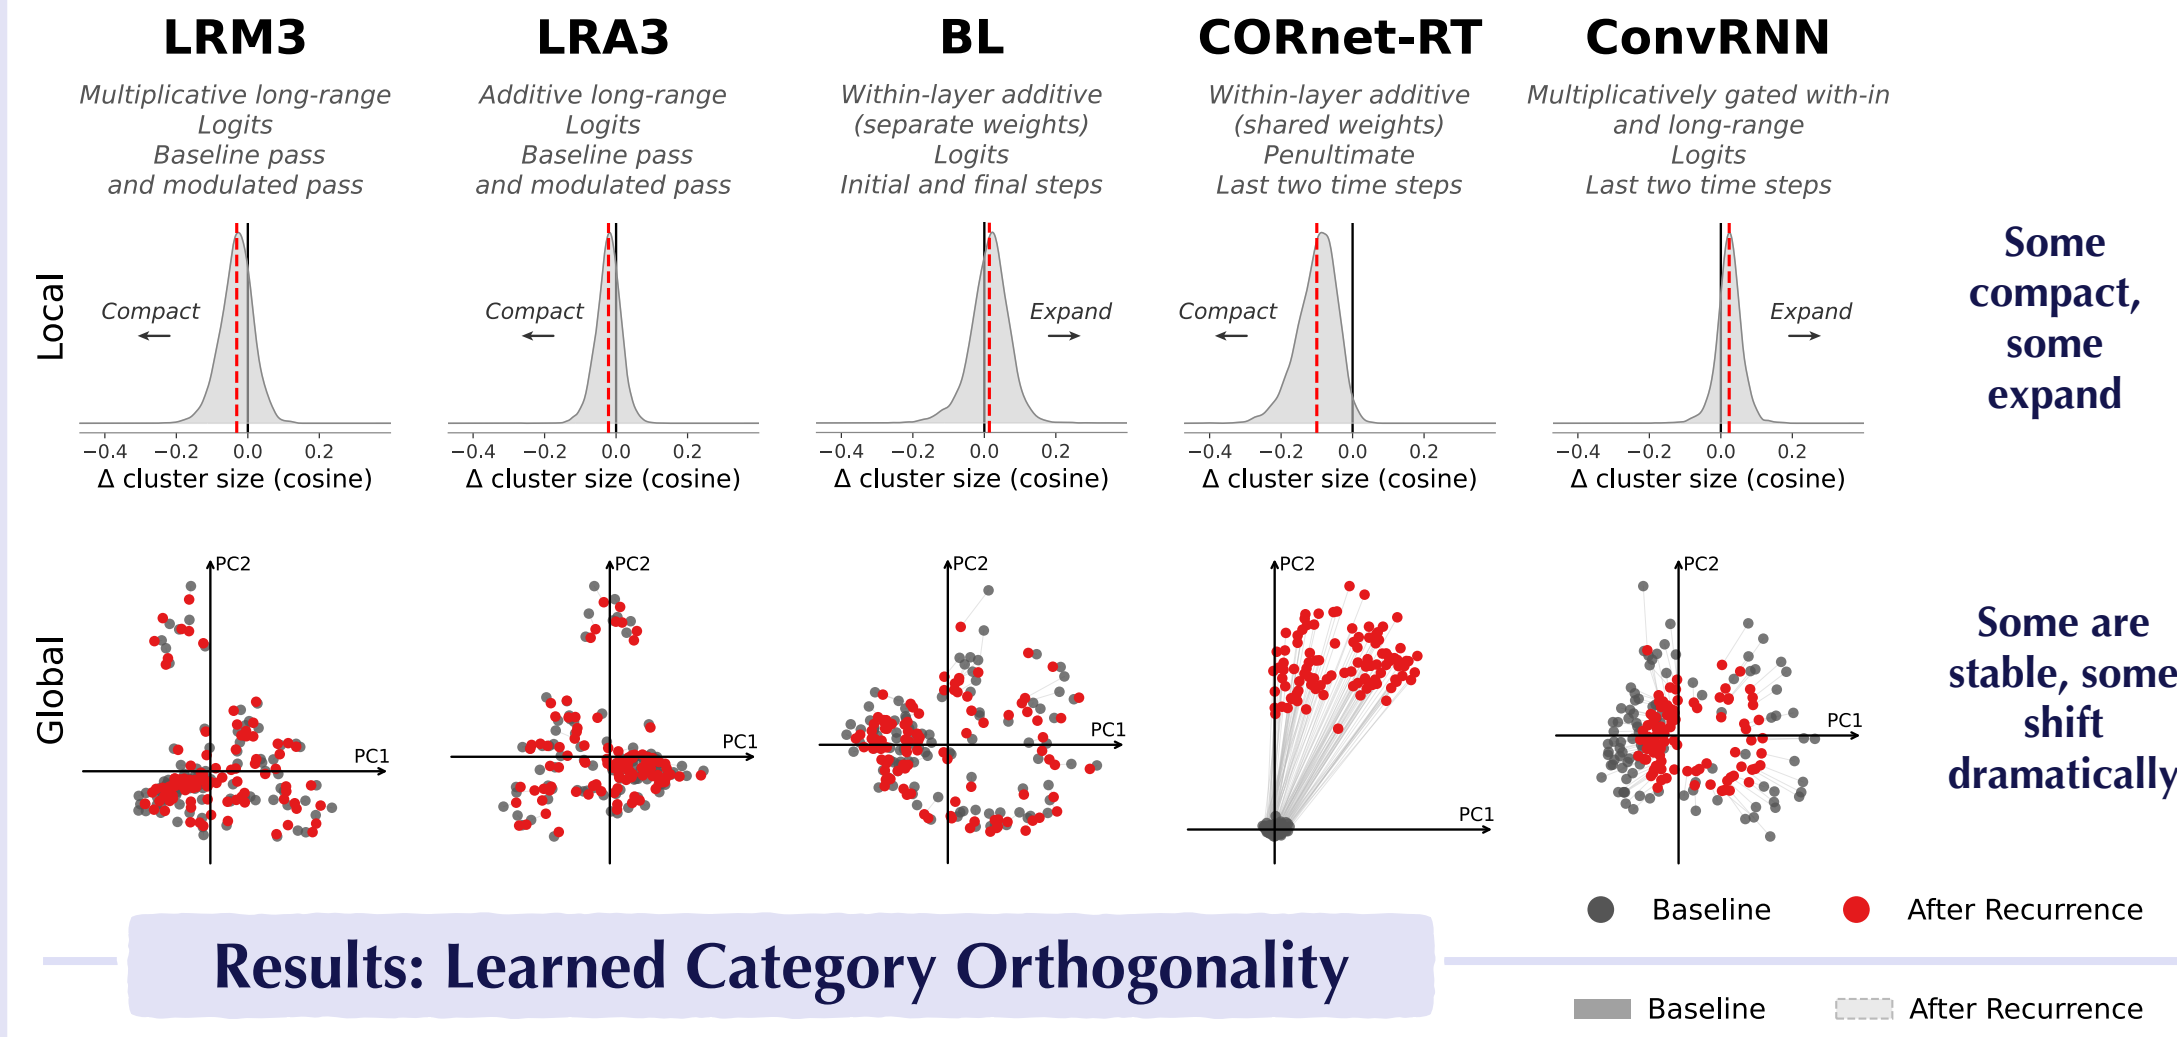 LRM3
Multiplicative long-range
Logits
Baseline pass
and modulated pass
LRA3
Additive long-range
Logits
Baseline pass
and modulated pass
BL
Within-layer additive
(separate weights)
Logits
Initial and final steps
CORnet-RT
Within-layer additive
(shared weights)
Penultimate
Last two time steps
ConvRNN
Multiplicatively gated with-in
and long-range
Logits
Last two time steps
Local
Compact
−0.4 −0.2 0.0 0.2
Δ cluster size (cosine)
Compact
−0.4 −0.2 0.0 0.2
Δ cluster size (cosine)
Expand
−0.4 −0.2 0.0 0.2
Δ cluster size (cosine)
Compact
−0.4 −0.2 0.0 0.2
Δ cluster size (cosine)
Expand
−0.4 −0.2 0.0 0.2
Δ cluster size (cosine)
Some
compact,
some
expand
Global
PC2
PC1
PC2
PC1
PC2
PC1
PC2
PC1
PC2
PC1
Some are
stable, some
shift
dramatically
Baseline After Recurrence
Results: Learned Category Orthogonality
Baseline After Recurrence